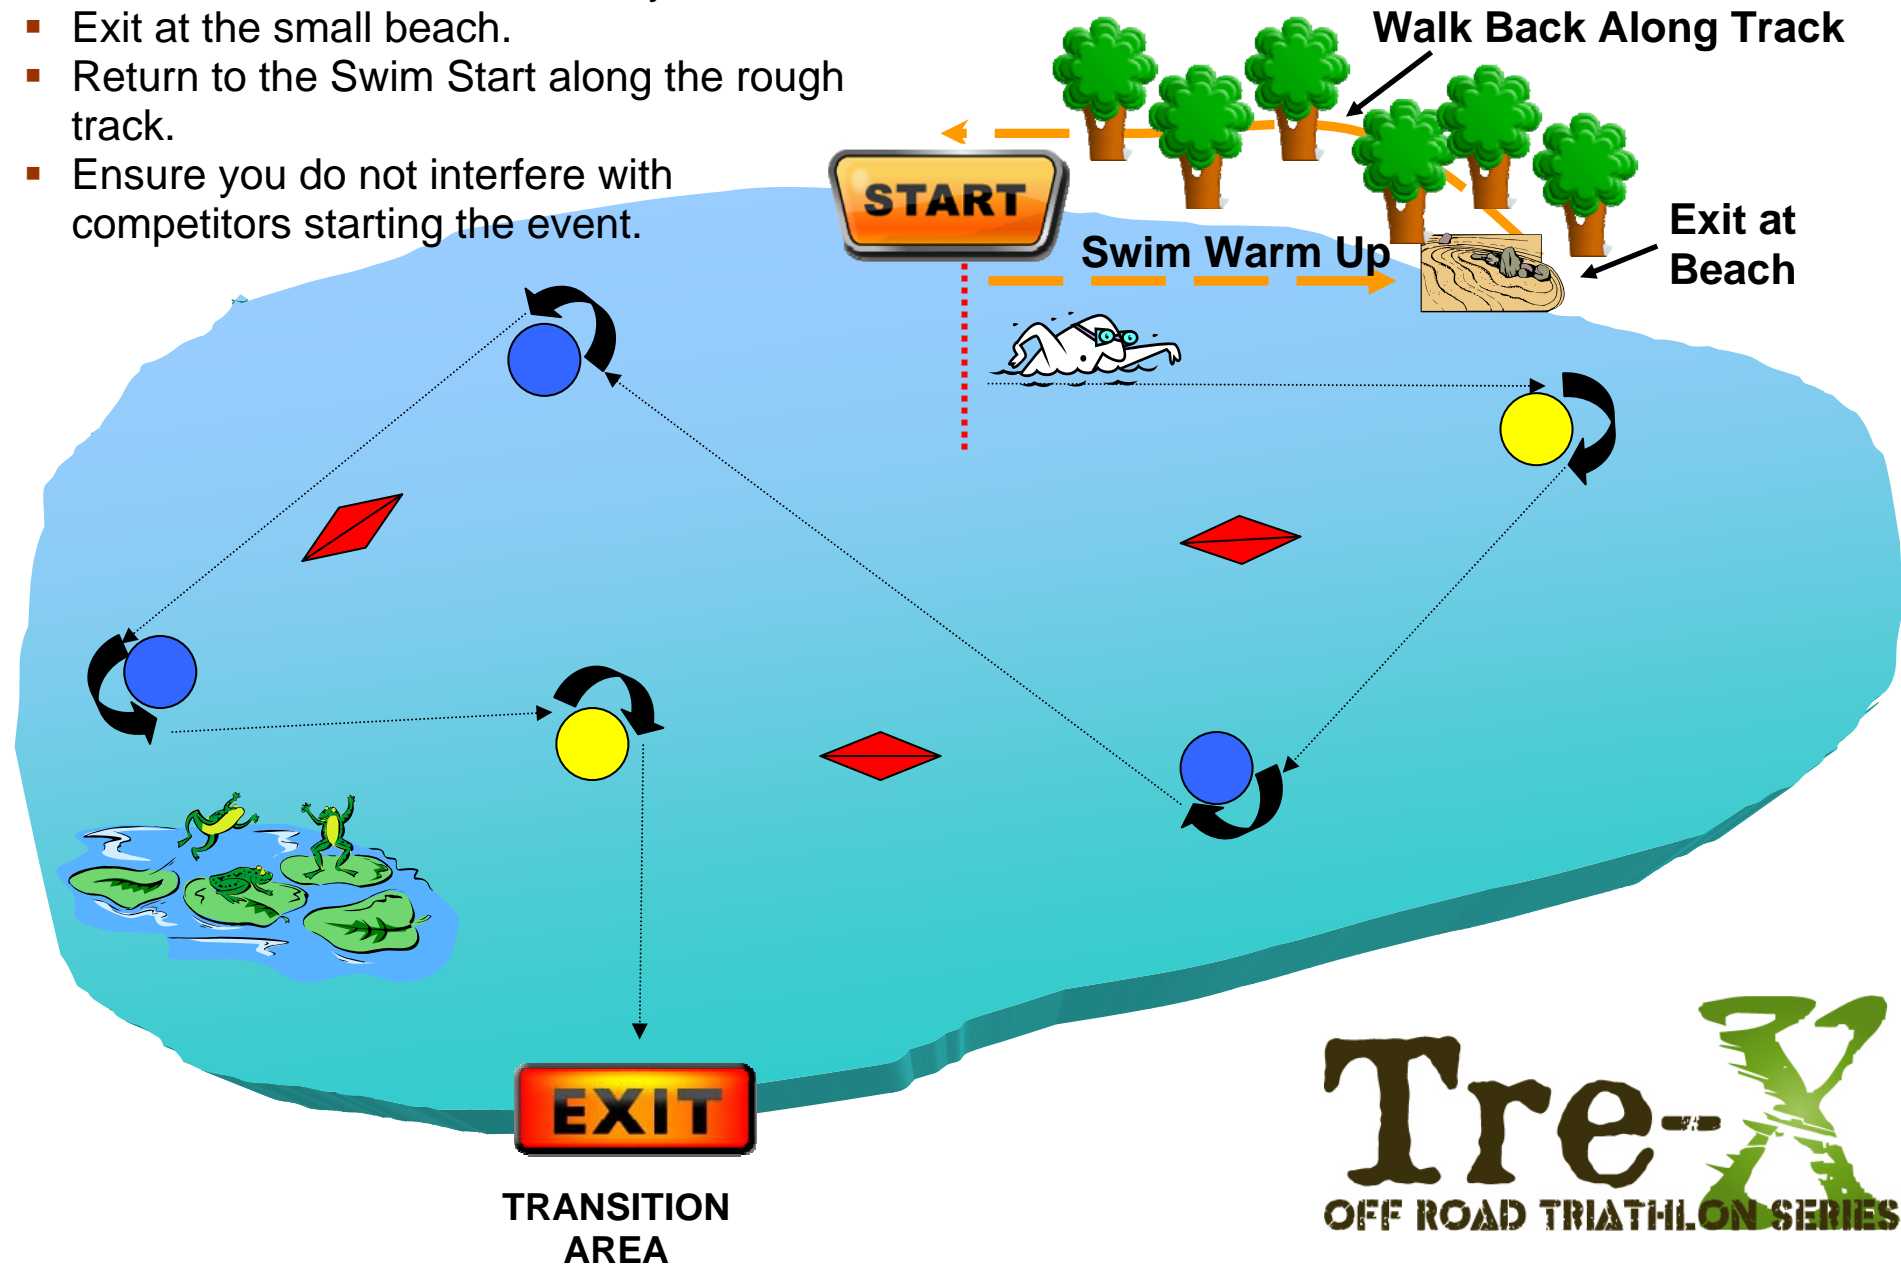 Exit at the small beach.
Return to the Swim Start along the rough
track.
Ensure you do not interfere with
competitors starting the event.
Walk Back Along Track
START
Swim Warm Up
Exit at
Beach
EXIT
TRANSITION
AREA
Tre-X
OFF ROAD TRIATHLON SERIES